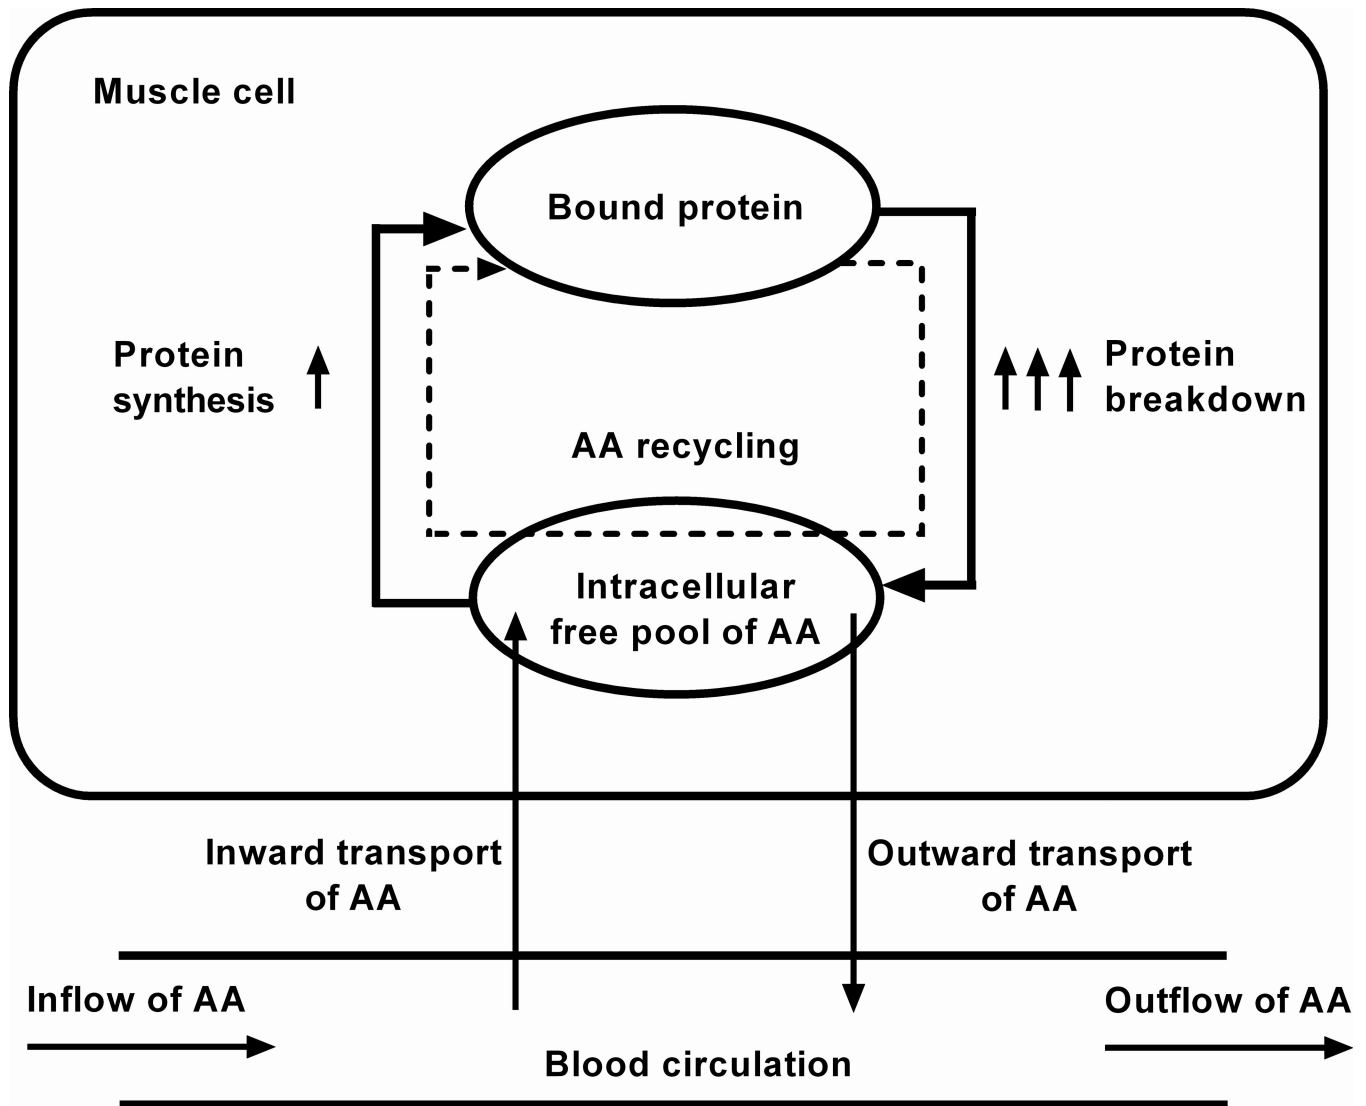 Muscle cell
Bound protein
Protein
synthesis
Protein
breakdown
AA recycling
Intracellular
free pool of AA
Inward transport
of AA
Outward transport
of AA
Inflow of AA
Outflow of AA
Blood circulation